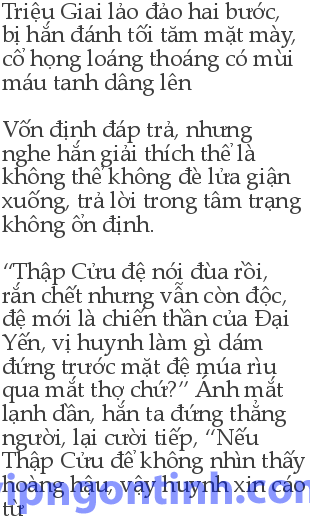 Triệu Giai lảo đảo hai bước,
bị hắn đánh tối tăm mặt mày,
cổ họng loáng thoáng có mùi
máu tanh dâng lên
Vốn định đáp trả, nhưng
nghe hắn giải thích thế là
không thể không đè lửa giận
xuống, trả lời trong tâm trạng
không ổn định.
“Thập Cửu đệ nói đùa rồi,
rắn chết nhưng vẫn còn độc,
đệ mới là chiến thần của Đại
Yến, vị huynh làm gì dám
đứng trước mặt đệ múa rìu
qua mắt thợ chứ?” Ánh mắt
lạnh dần, hắn ta đứng thẳng
người, lại cười tiếp, “Nếu
Thập Cửu đế không nhìn thấy
hoàng hậu, vậy huynh xin cáo
từ
vipngontinh.com